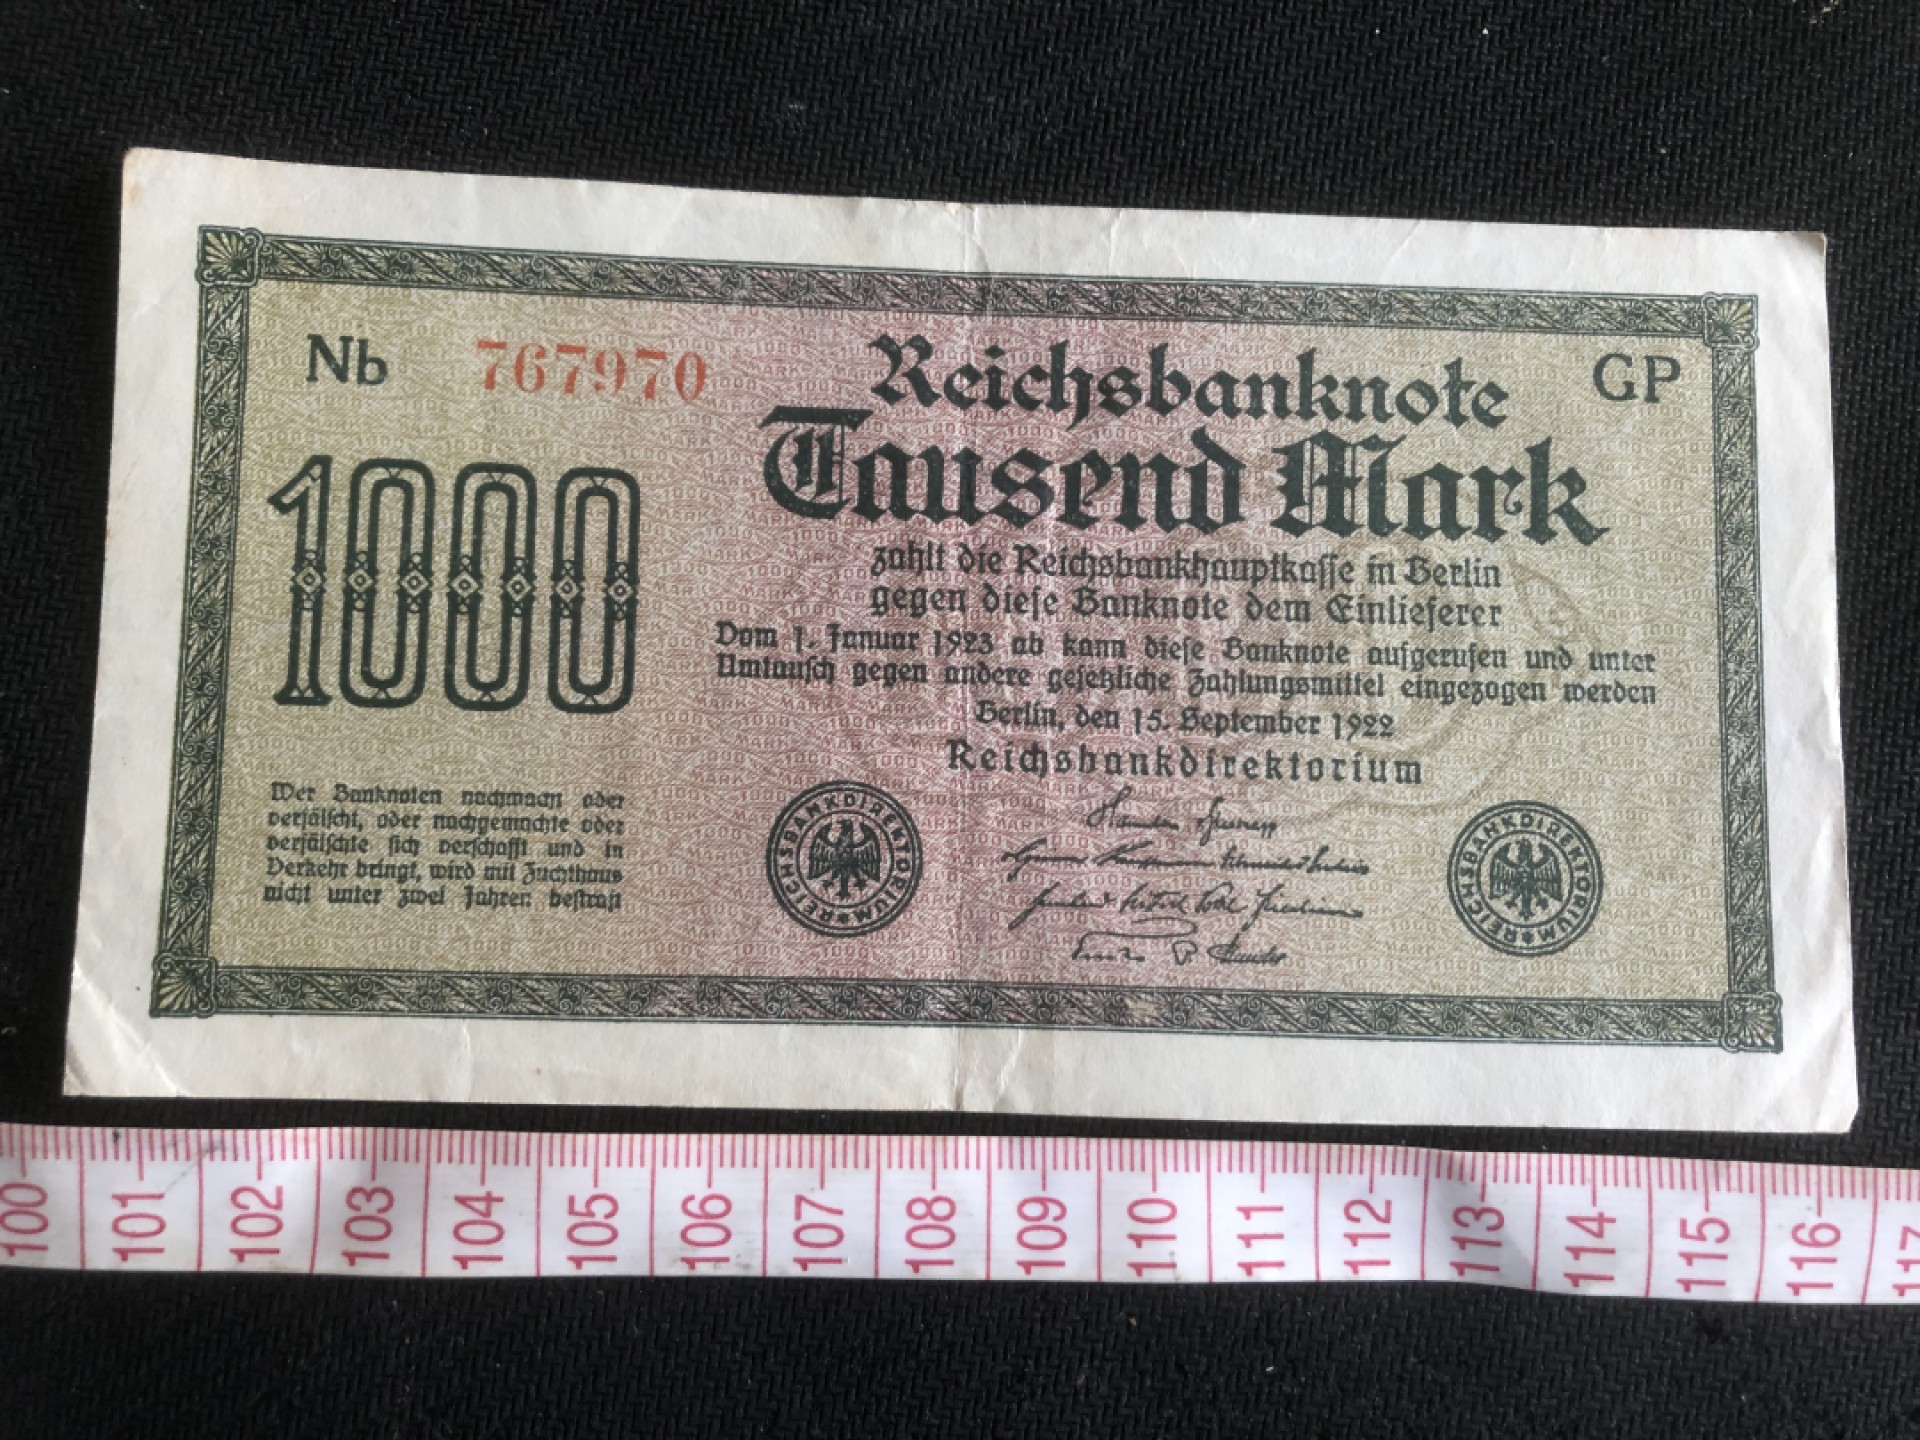 Nb 767970
GP
Reichsbanknote
Tausend Mark
1000
zahlt die Reichsbankhauptkasse in Berlin
gegen diese Banknote dem Einlieferer
Vom 1. Januar 1923 ab kann diese Banknote aufgerufen und unter
Umtausch gegen andere gesetzliche Zahlungsmittel eingezogen werden
Berlin, den 15. September 1922
Reichsbankdirektorium
Wer Banknoten nachmacht oder
verfälscht, oder nachgemachte oder
verfälschte sich verschafft und in
Verkehr bringt, wird mit Zuchthaus
nicht unter zwei Jahren bestraft
REICHSBANKDIREKTORIUM
REICHSBANKDIREKTORIUM
100 101 102 103 104 105 106 107 108 109 110 111 112 113 114 115 116 117